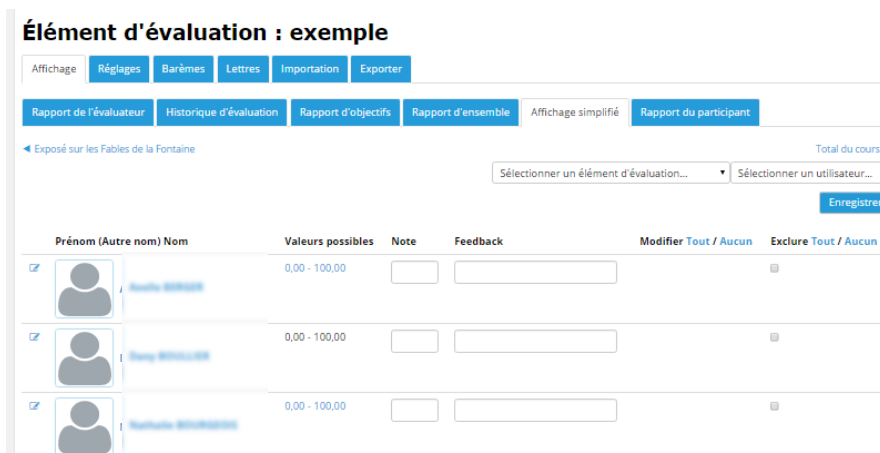 Élément d'évaluation : exemple
Affichage Réglages Barèmes Lettres Importation Exporter
Rapport de l'évaluateur Historique d'évaluation Rapport d'objectifs Rapport d'ensemble Affichage simplifié Rapport du participant
◄ Exposé sur les Fables de la Fontaine Total du cours
Sélectionner un élément d'évaluation... Sélectionner un utilisateur...
Enregistrer
Prénom (Autre nom) Nom Valeurs possibles Note Feedback Modifier Tout / Aucun Exclure Tout / Aucun
0,00 - 100,00
0,00 - 100,00
0,00 - 100,00